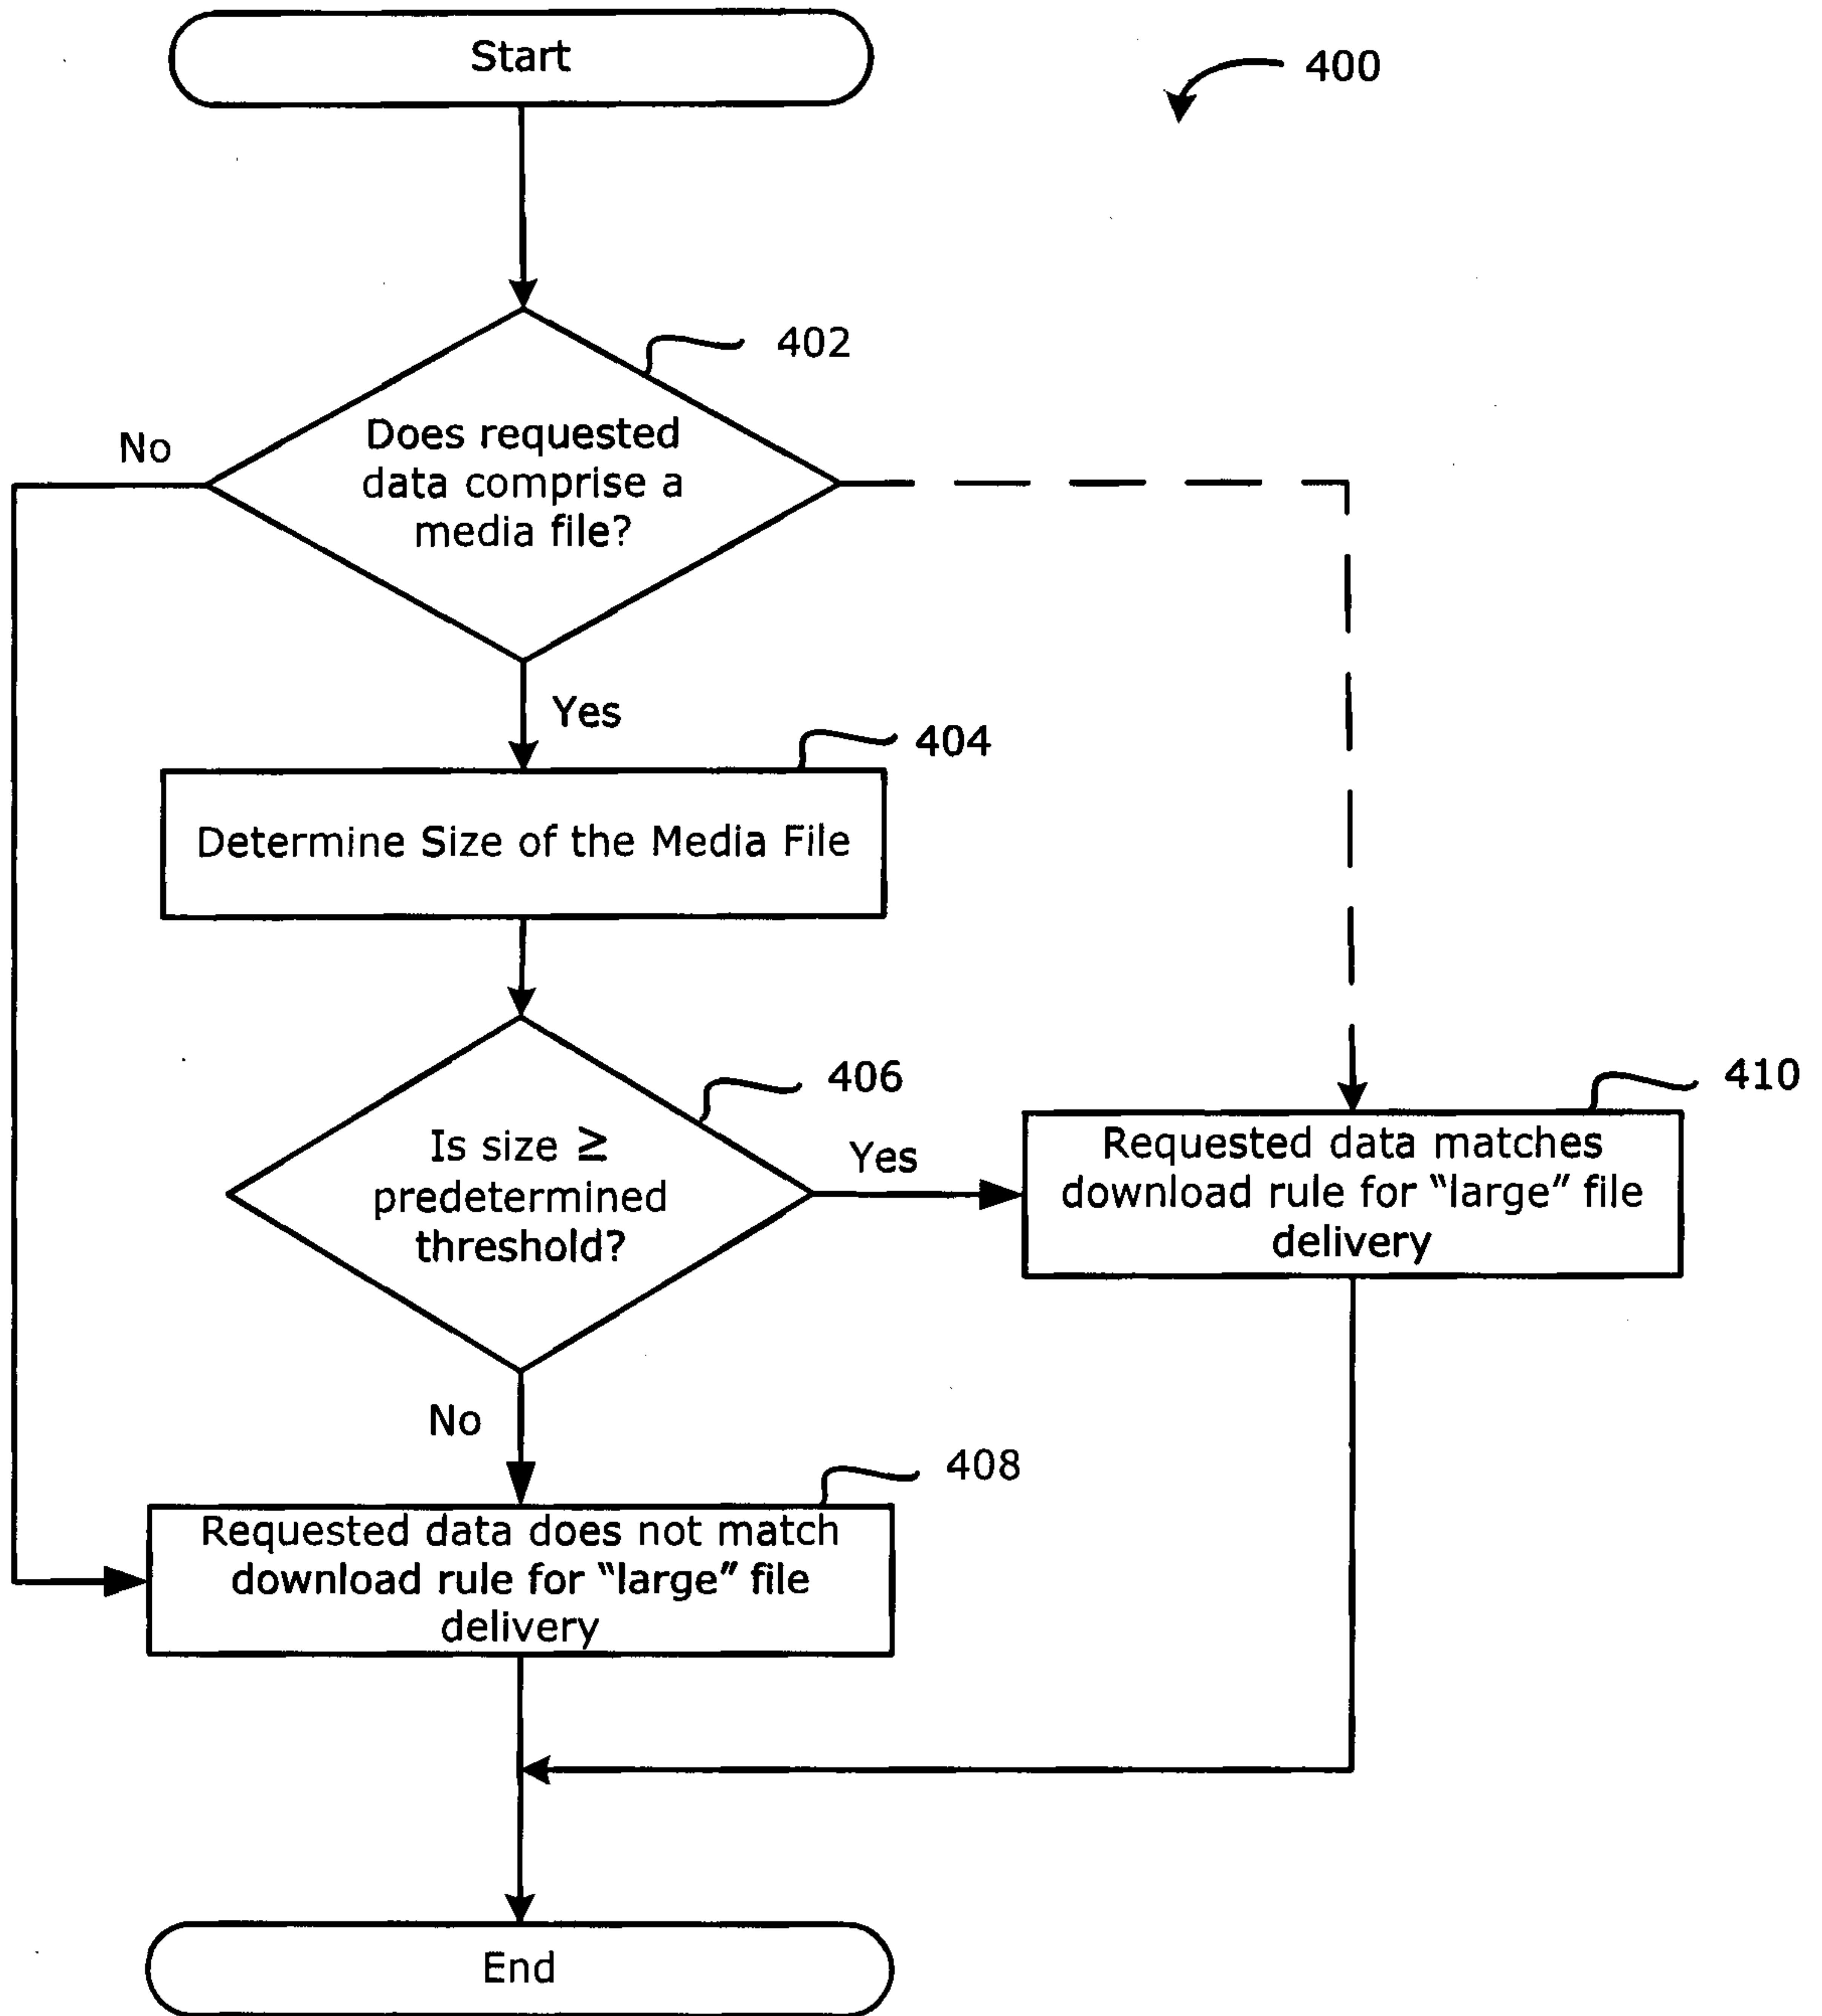 Start
400
402
Does requested
data comprise a
media file?
No
Yes
404
Determine Size of the Media File
406
Is size ≥
predetermined
threshold?
Yes
410
Requested data matches
download rule for “large” file
delivery
No
408
Requested data does not match
download rule for “large” file
delivery
End